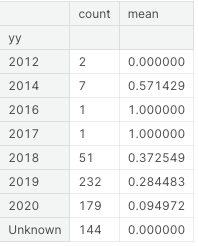 count mean
yy
2012 2 0.000000
2014 7 0.571429
2016 1 1.000000
2017 1 1.000000
2018 51 0.372549
2019 232 0.284483
2020 179 0.094972
Unknown 144 0.000000